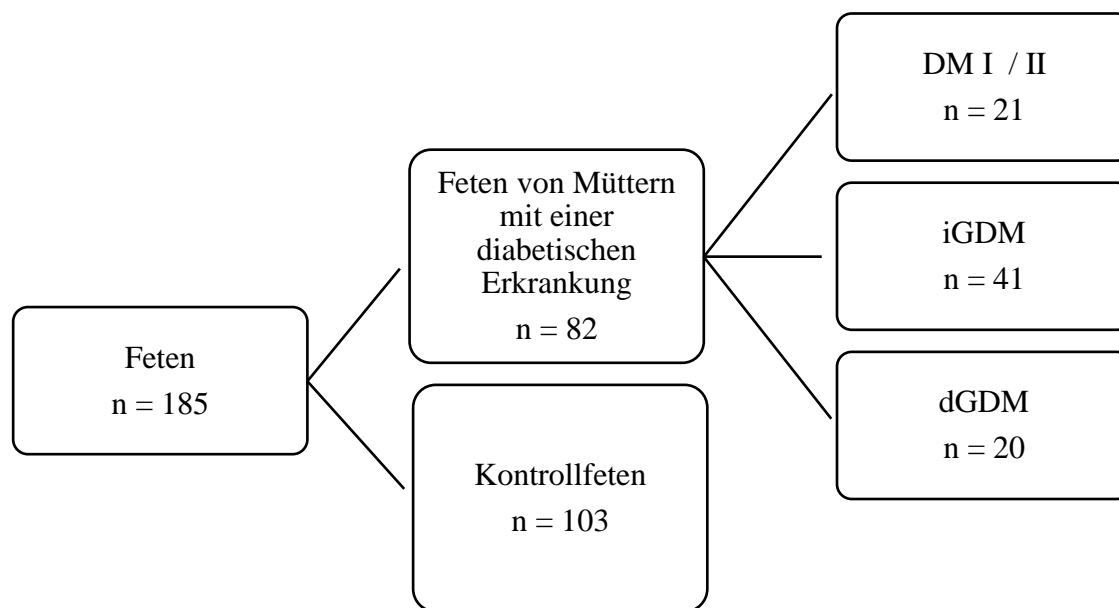 Feten
n = 185
Feten von Müttern
mit einer
diabetischen
Erkrankung
n = 82
Kontrollfeten
n = 103
DM I / II
n = 21
iGDM
n = 41
dGDM
n = 20